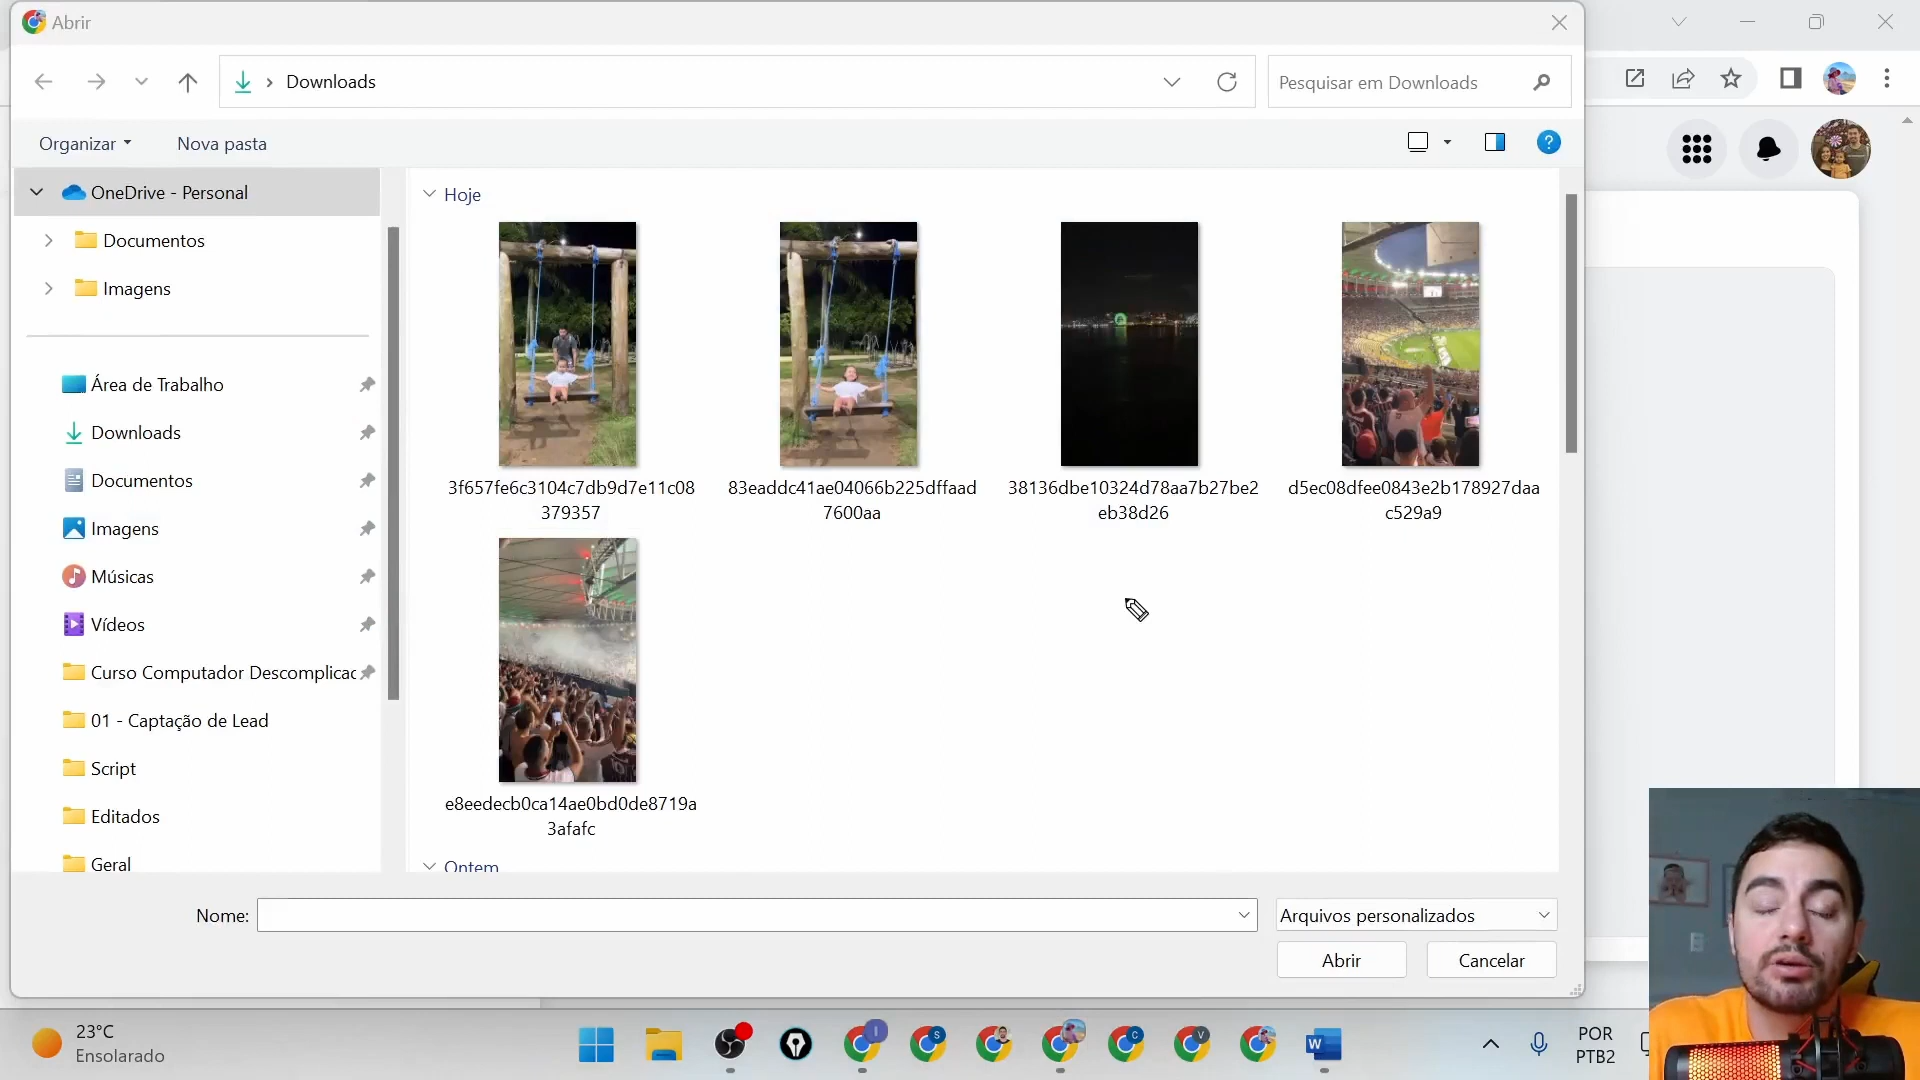 Abrir
Downloads
Pesquisar em Downloads
Organizar
Nova pasta
OneDrive - Personal
Documentos
Imagens
Área de Trabalho
Downloads
Documentos
Imagens
Músicas
Vídeos
Curso Computador Descomplicac
01 - Captação de Lead
Script
Editados
Geral
Hoje
3f657fe6c3104c7db9d7e11c08
379357
83eaddc41ae04066b225dffaad
7600aa
38136dbe10324d78aa7b27be2
eb38d26
d5ec08dfee0843e2b178927daa
c529a9
e8eedecb0ca14ae0bd0de8719a
3afafc
Ontem
Nome:
Arquivos personalizados
Abrir
Cancelar
23°C
Ensolarado
I
S
C
V
W
POR
PTB2